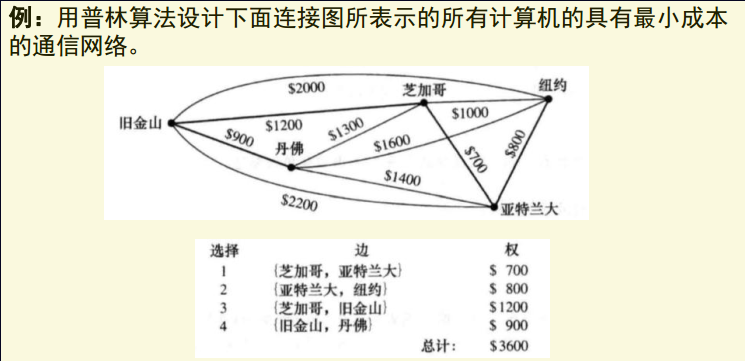 例：用普林算法设计下面连接图所表示的所有计算机的具有最小成本
的通信网络。
$2000
芝加哥
纽约
旧金山
$1200
$1300
$1000
$900
丹佛
$1600
$700
$800
$1400
$2200
亚特兰大
选择 边 权
1 {芝加哥，亚特兰大} $ 700
2 {亚特兰大，纽约} $ 800
3 {芝加哥，旧金山} $1200
4 {旧金山，丹佛} $ 900
总计： $3600